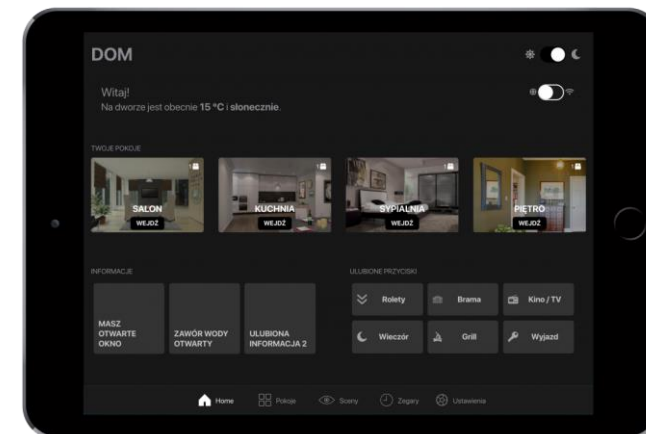 DOM
Witaj!
Na dworze jest obecnie 15 °C i słonecznie.
TWOJE POKOJE
SALON
WEJDŹ
KUCHNIA
WEJDŹ
SYPIALNIA
WEJDŹ
PIĘTRO
WEJDŹ
INFORMACJE
MASZ
OTWARTE
OKNO
ZAWÓR WODY
OTWARTY
ULUBIONA
INFORMACJA 2
ULUBIONE PRZYCISKI
Rolety
Brama
Kino / TV
Wieczór
Grill
Wyjazd
Home
Pokoje
Sceny
Zegary
Ustawienia